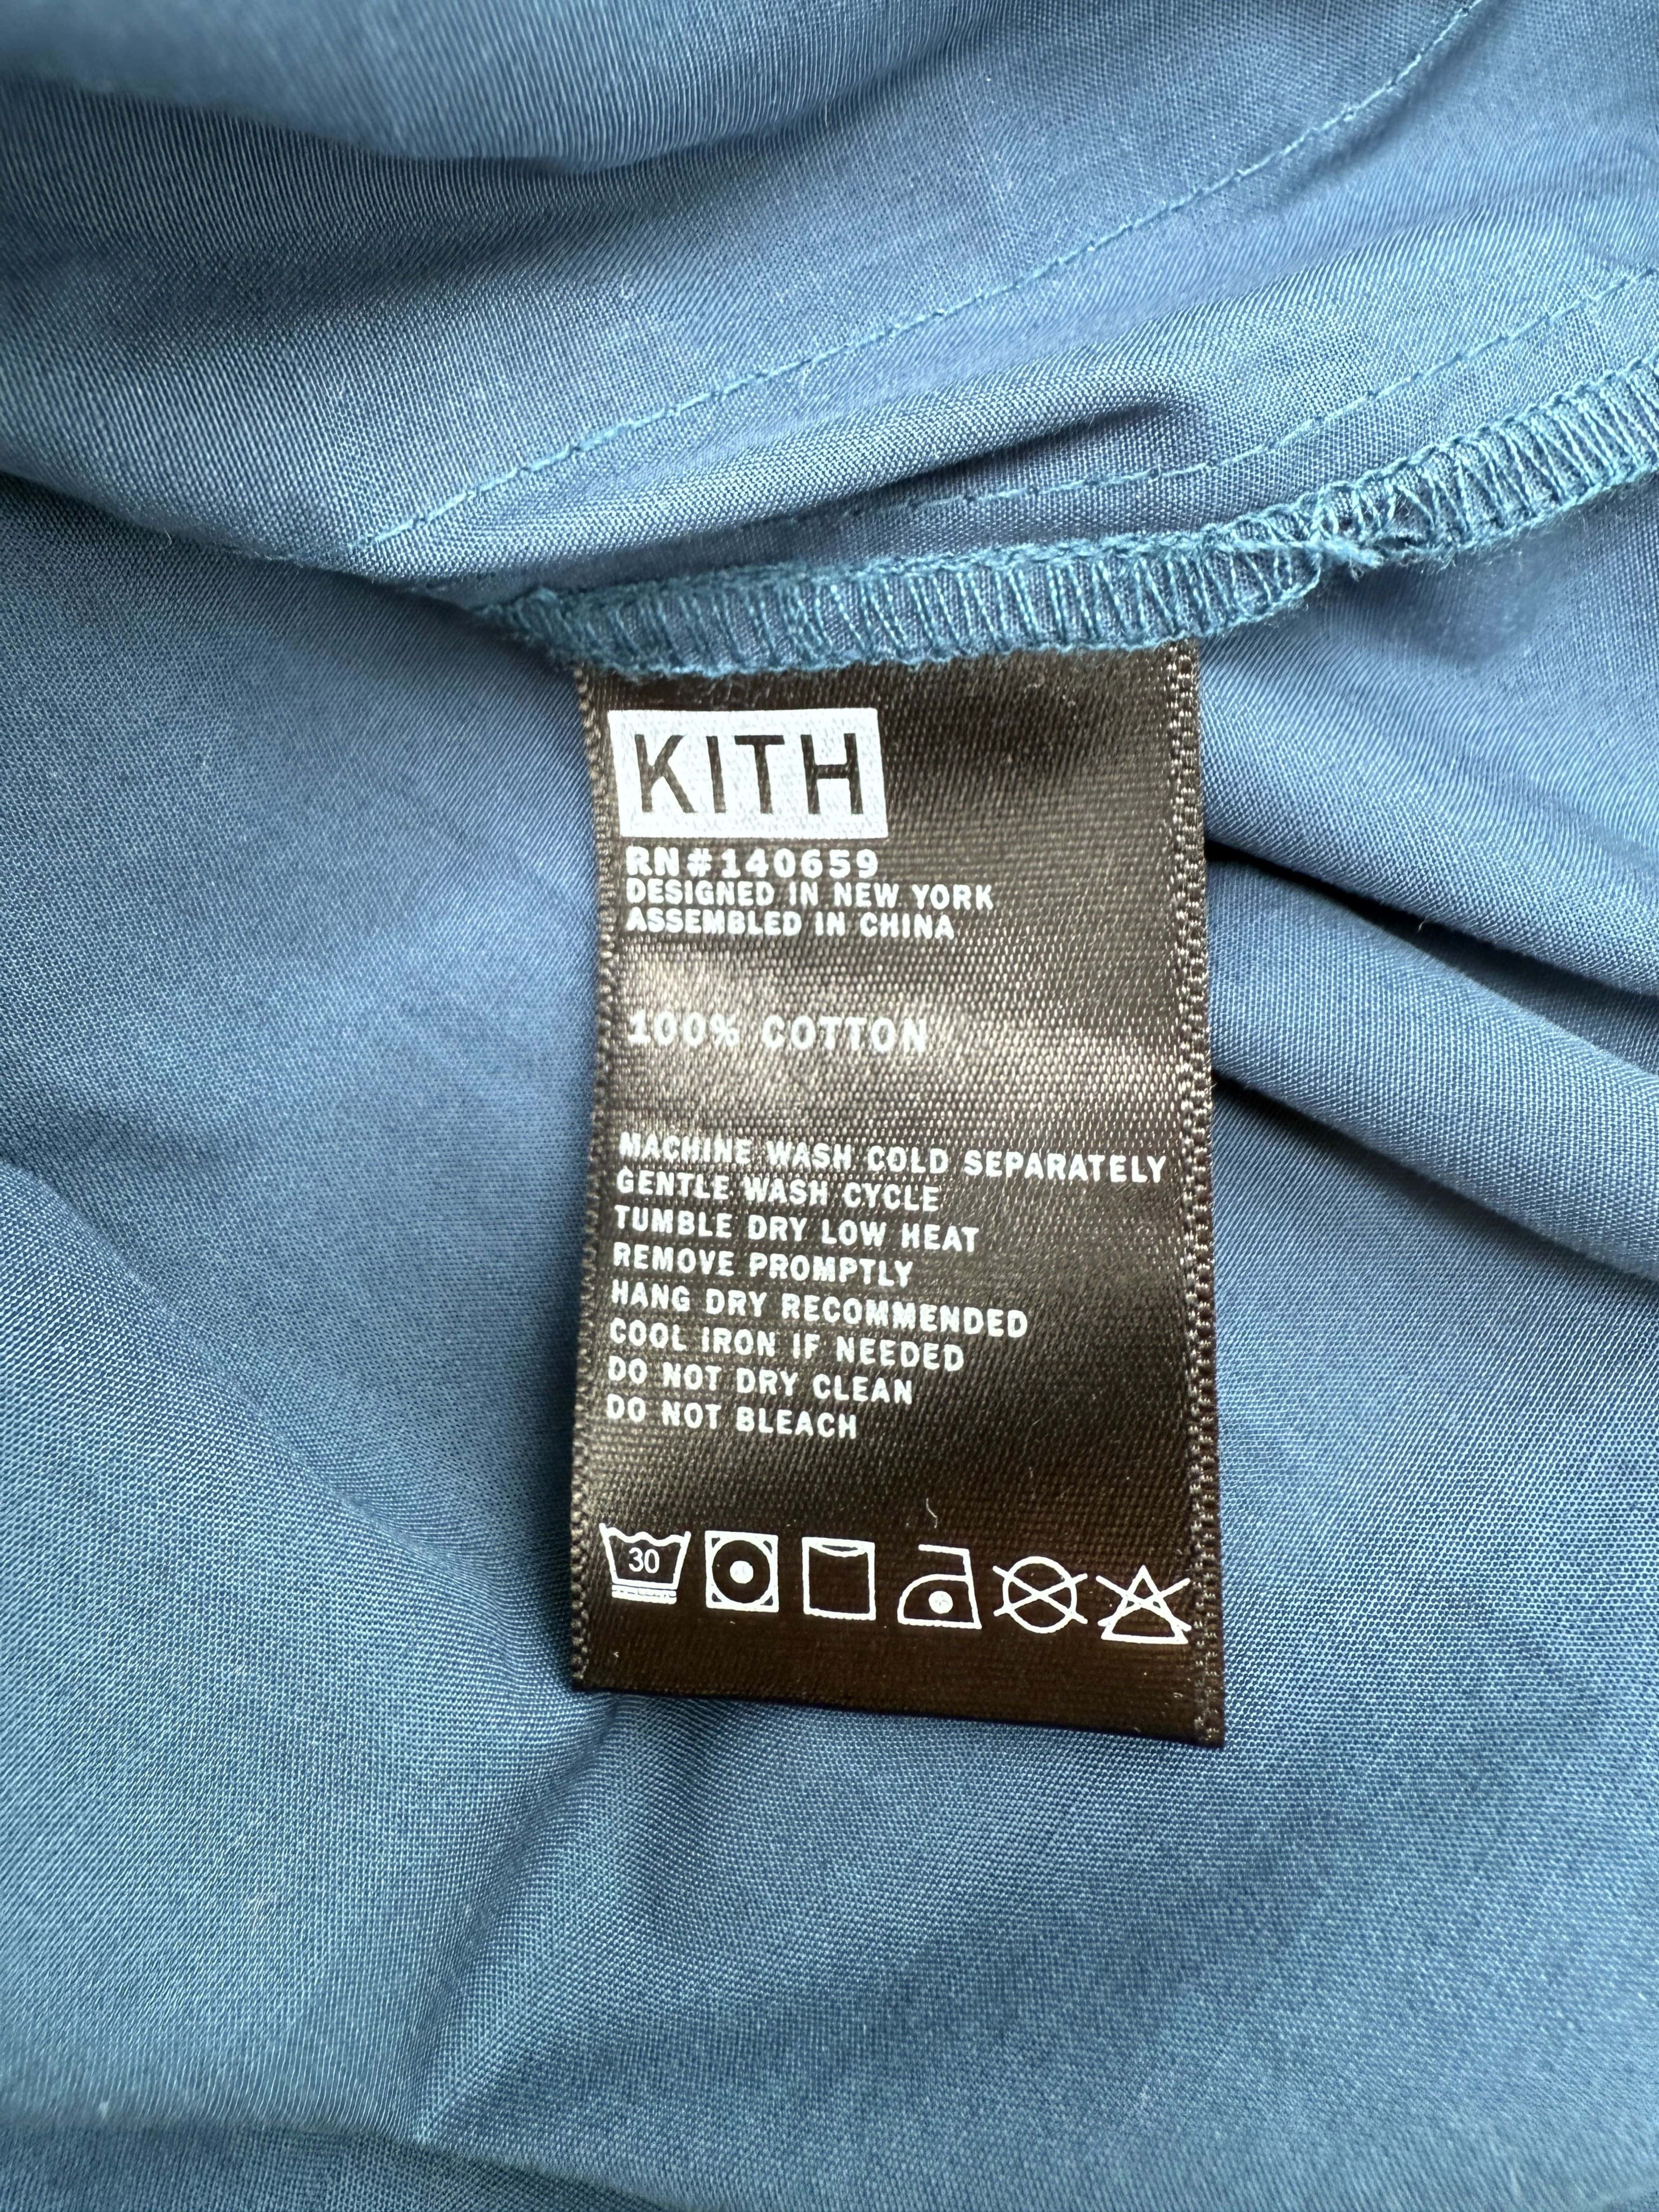 KITH
RN#140659
DESIGNED IN NEW YORK
ASSEMBLED IN CHINA
100% COTTON
MACHINE WASH COLD SEPARATELY
GENTLE WASH CYCLE
TUMBLE DRY LOW HEAT
REMOVE PROMPTLY
HANG DRY RECOMMENDED
COOL IRON IF NEEDED
DO NOT DRY CLEAN
DO NOT BLEACH
30